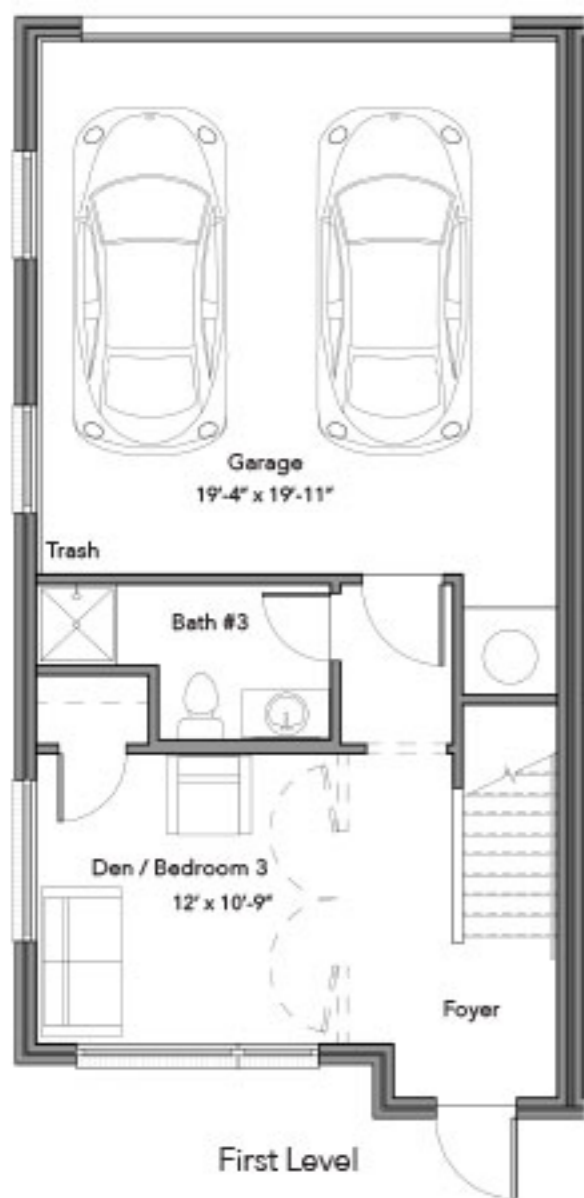 Garage
19'-4" x 19'-11"
Trash
Bath #3
Den / Bedroom 3
12' x 10'-9"
Foyer
First Level